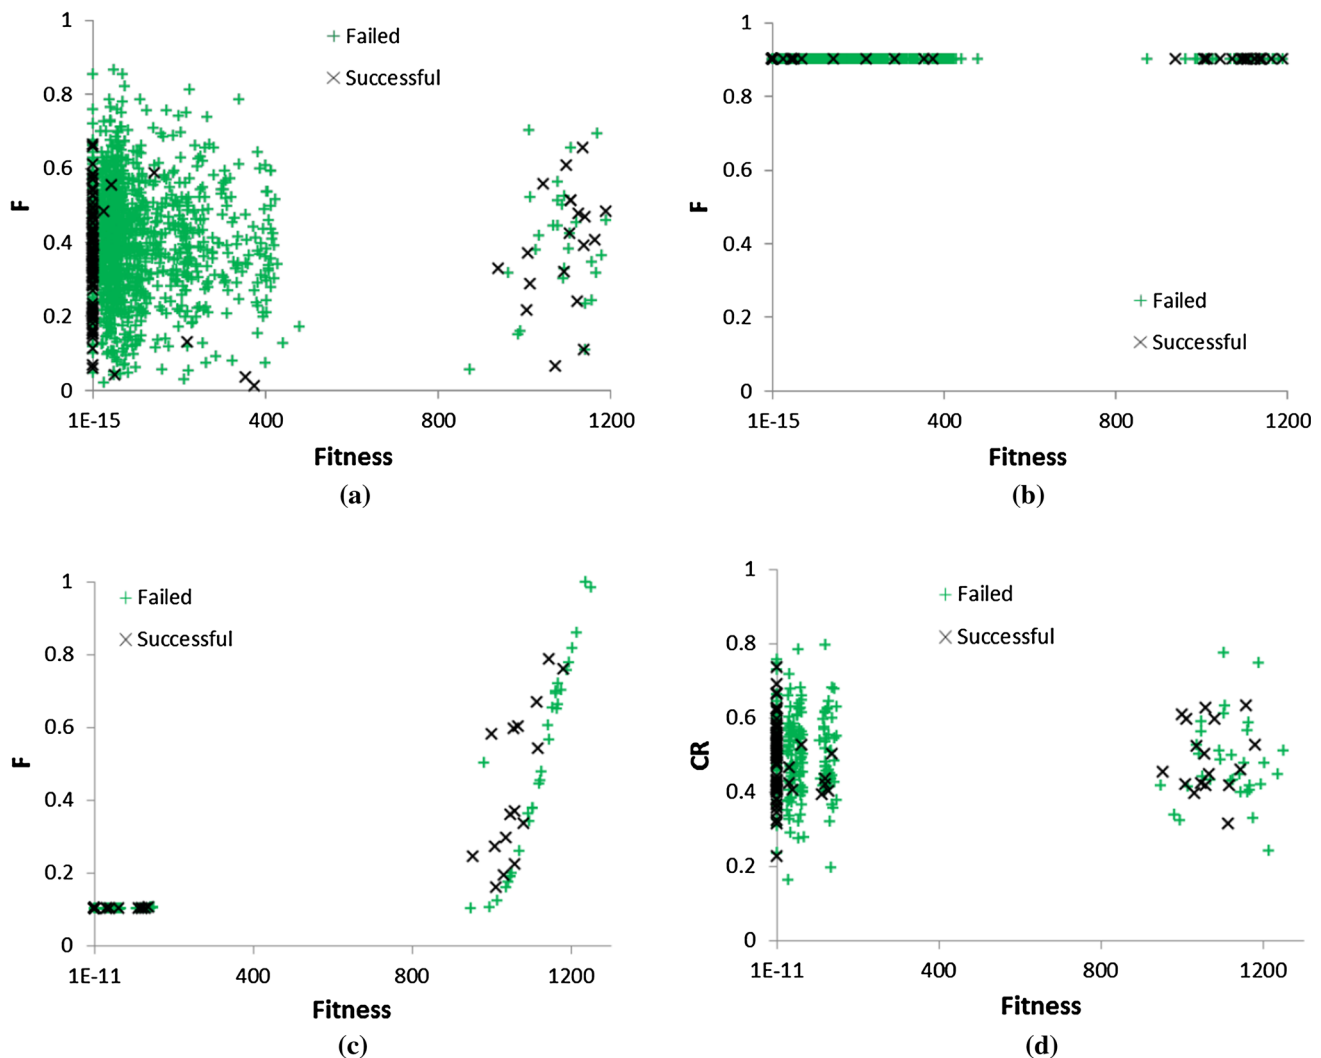 1
0.8
0.6
0.4
0.2
0
F
Failed
Successful
1E-15
400
800
1200
Fitness
(a)
1
0.8
0.6
0.4
0.2
0
F
Failed
Successful
1E-15
400
800
1200
Fitness
(b)
1
0.8
0.6
0.4
0.2
0
F
Failed
Successful
1E-11
400
800
1200
Fitness
(c)
1
0.8
0.6
0.4
0.2
0
CR
Failed
Successful
1E-11
400
800
1200
Fitness
(d)